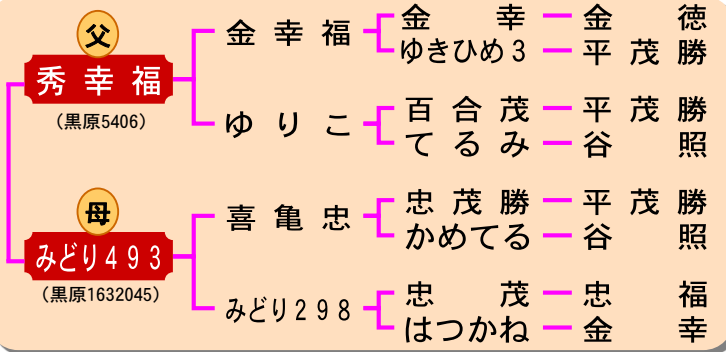 父
秀幸福
（黒原5406）
金幸福
金幸
金徳
ゆきひめ3
平茂勝
ゆりこ
百合茂
平茂勝
てるみ
谷照
母
みどり493
（黒原1632045）
喜亀忠
忠茂勝
平茂勝
かめてる
谷照
みどり298
忠茂
忠福
はつかね
金幸